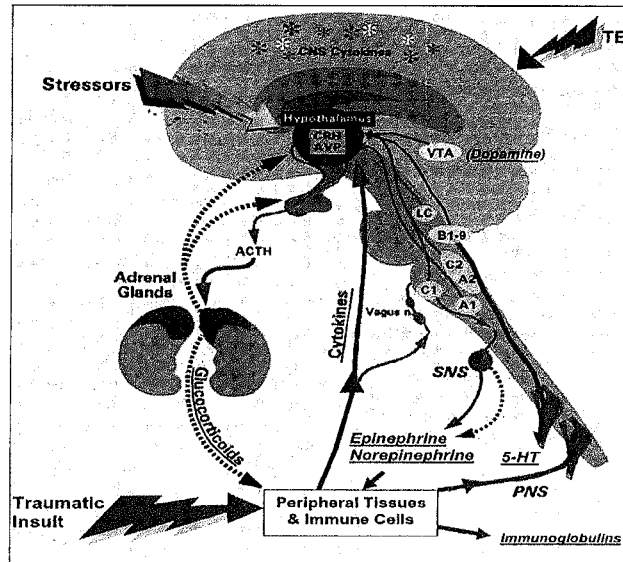 CNS Cytokines
TE
Stressors
Hypothalamus
CRH
AVP
VTA (Dopamine)
LC
B1-9
C2
A2
C1
A1
ACTH
Adrenal
Glands
Vagus n.
Cytokines
Glucocorticoids
SNS
Epinephrine
Norepinephrine
5-HT
PNS
Traumatic
Insult
Peripheral Tissues
& Immune Cells
Immunoglobulins